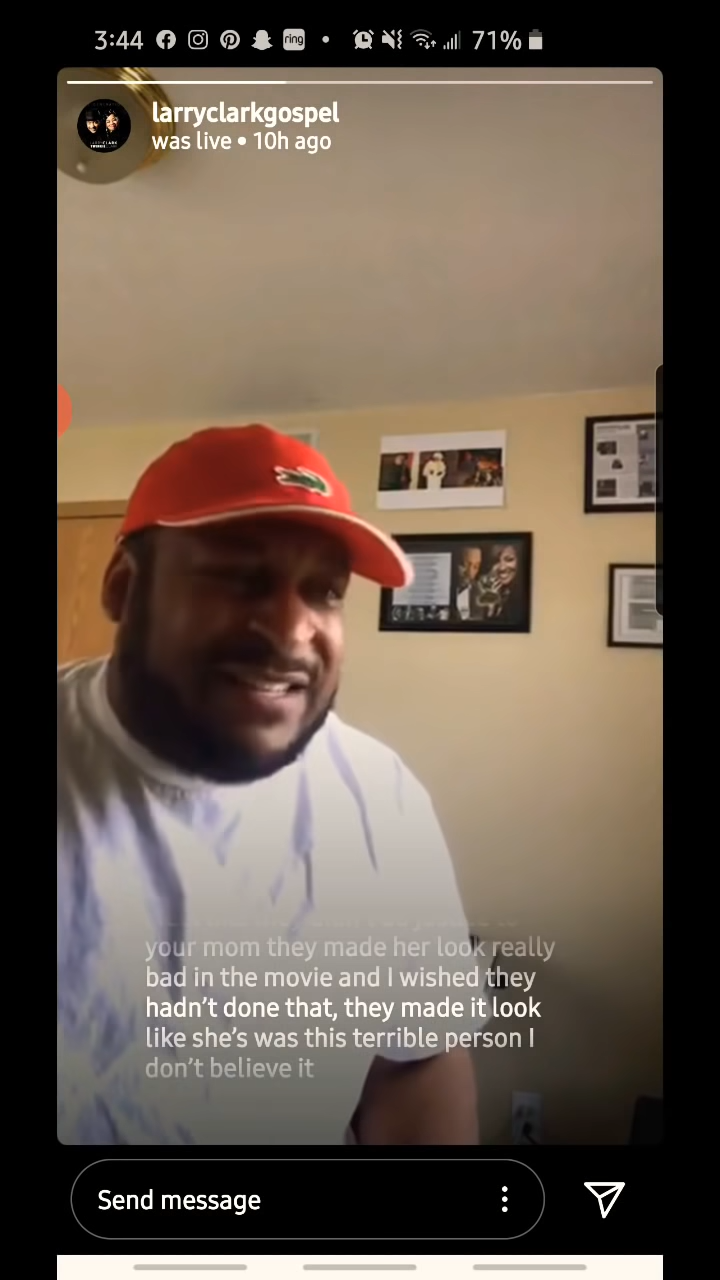 3:44 ring • 71%
larryclarkgospel
was live • 10h ago
your mom they made her look really
bad in the movie and I wished they
hadn't done that, they made it look
like she's was this terrible person I
don't believe it
Send message